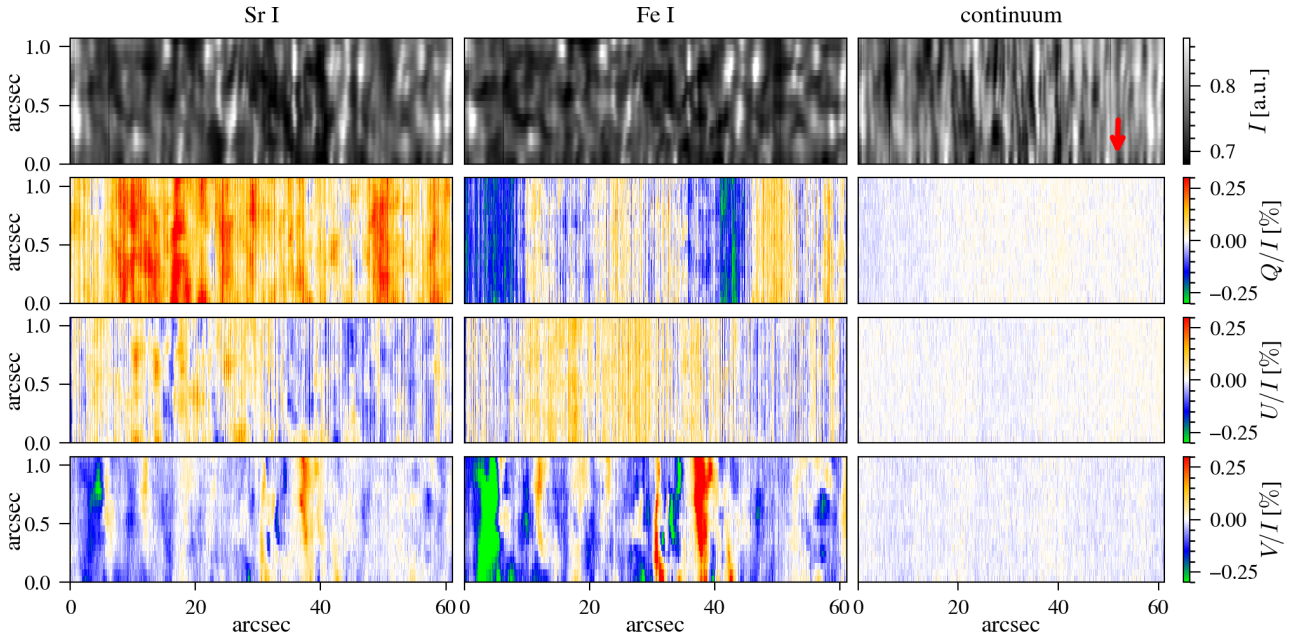 Sr I Fe I continuum
arcsec 1.0 0.5 0.0 0.8 0.7 I [a.u.]
arcsec 1.0 0.5 0.0 0.25 0.00 −0.25 Q/I [%]
arcsec 1.0 0.5 0.0 0.25 0.00 −0.25 U/I [%]
arcsec 1.0 0.5 0.0 0.25 0.00 −0.25 V/I [%]
0 20 40 60 0 20 40 60 0 20 40 60
arcsec arcsec arcsec